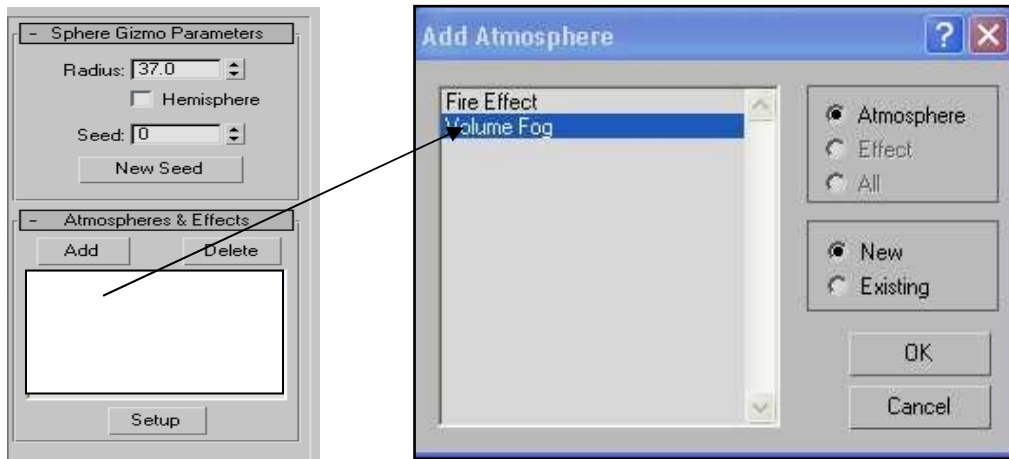 - Sphere Gizmo Parameters
Radius: 37.0
Hemisphere
Seed: 0
New Seed
- Atmospheres & Effects
Add Delete
Setup
Add Atmosphere
Fire Effect
Volume Fog
Atmosphere
Effect
All
New
Existing
OK
Cancel